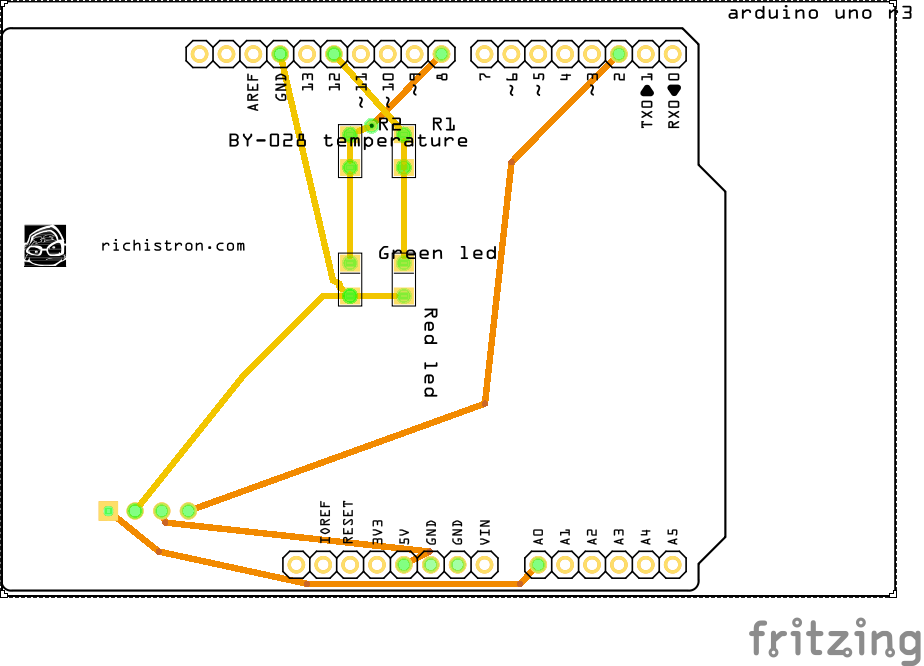 arduino uno r3
AREF
GND
13
12
~11
~10
~9
8
7
~6
~5
4
~3
2
TX0 1
RX0 0
R2
R1
BY-028 temperature
richistron.com
Green led
Red led
IOREF
RESET
3V3
5V
GND
GND
VIN
A0
A1
A2
A3
A4
A5
fritzing